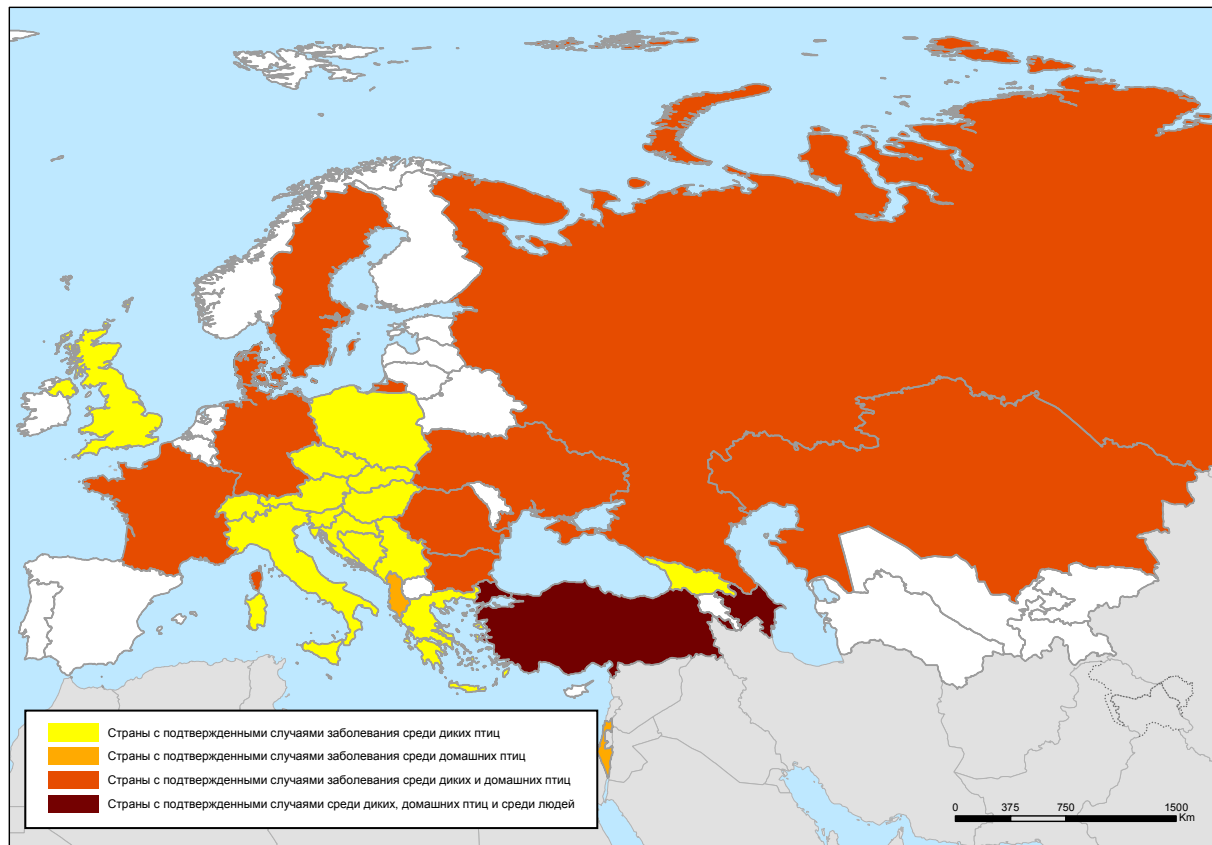 Страны с подтвержденными случаями заболевания среди диких птиц
Страны с подтвержденными случаями заболевания среди домашних птиц
Страны с подтвержденными случаями заболевания среди диких и домашних птиц
Страны с подтвержденными случаями среди диких, домашних птиц и среди людей
0 375 750 1500
Km